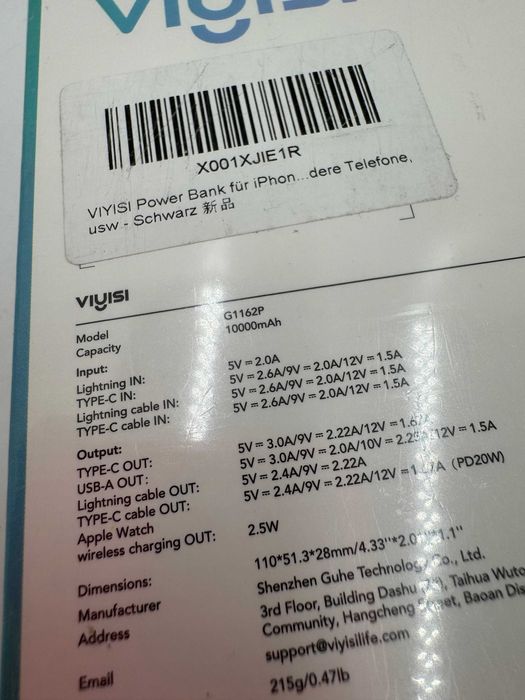 VIYISI
X001XJIE1R
VIYISI Power Bank für iPhon...dere Telefone,
usw - Schwarz 新品
VIYISI
Model G1162P
Capacity 10000mAh
Input:
Lightning IN: 5V⎓2.0A
TYPE-C IN: 5V⎓2.6A/9V⎓2.0A/12V⎓1.5A
Lightning cable IN: 5V⎓2.6A/9V⎓2.0A/12V⎓1.5A
TYPE-C cable IN: 5V⎓2.6A/9V⎓2.0A/12V⎓1.5A
Output:
TYPE-C OUT: 5V⎓3.0A/9V⎓2.22A/12V⎓
USB-A OUT: 5V⎓3.0A/9V⎓2.0A/10V⎓ 12V⎓1.5A
Lightning cable OUT: 5V⎓2.4A/9V⎓2.22A
TYPE-C cable OUT: 5V⎓2.4A/9V⎓2.22A/12V⎓ (PD20W)
Apple Watch
wireless charging OUT: 2.5W
Dimensions: 110*51.3*28mm/4.33"* *1.1"
Manufacturer Shenzhen Guhe Technology Co., Ltd.
Address 3rd Floor, Building Dashu Taihua Wuto
Community, Hangcheng Baoan Dis
Email support@viyisilife.com
215g/0.47lb